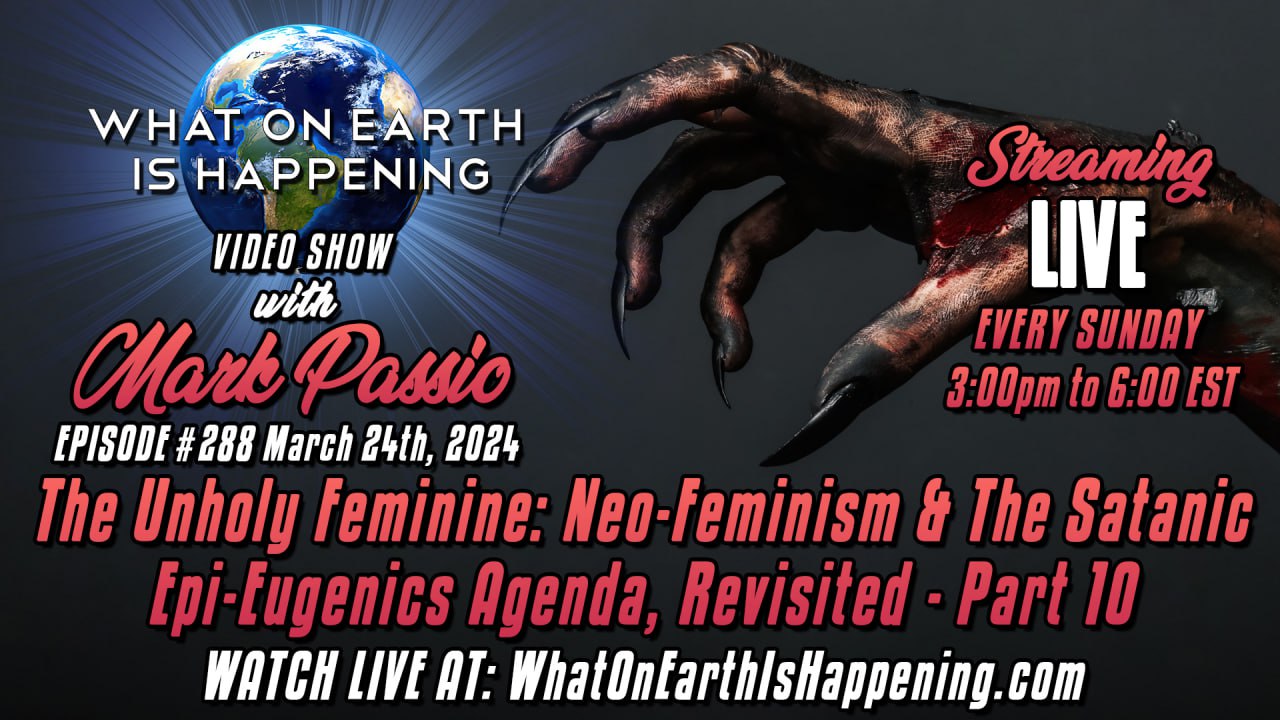 WHAT ON EARTH
IS HAPPENING
VIDEO SHOW
with
Mark Passio
EPISODE #288 March 24th, 2024
Streaming
LIVE
EVERY SUNDAY
3:00pm to 6:00 EST
The Unholy Feminine: Neo-Feminism & The Satanic
Epi-Eugenics Agenda, Revisited - Part 10
WATCH LIVE AT: WhatOnEarthIsHappening.com